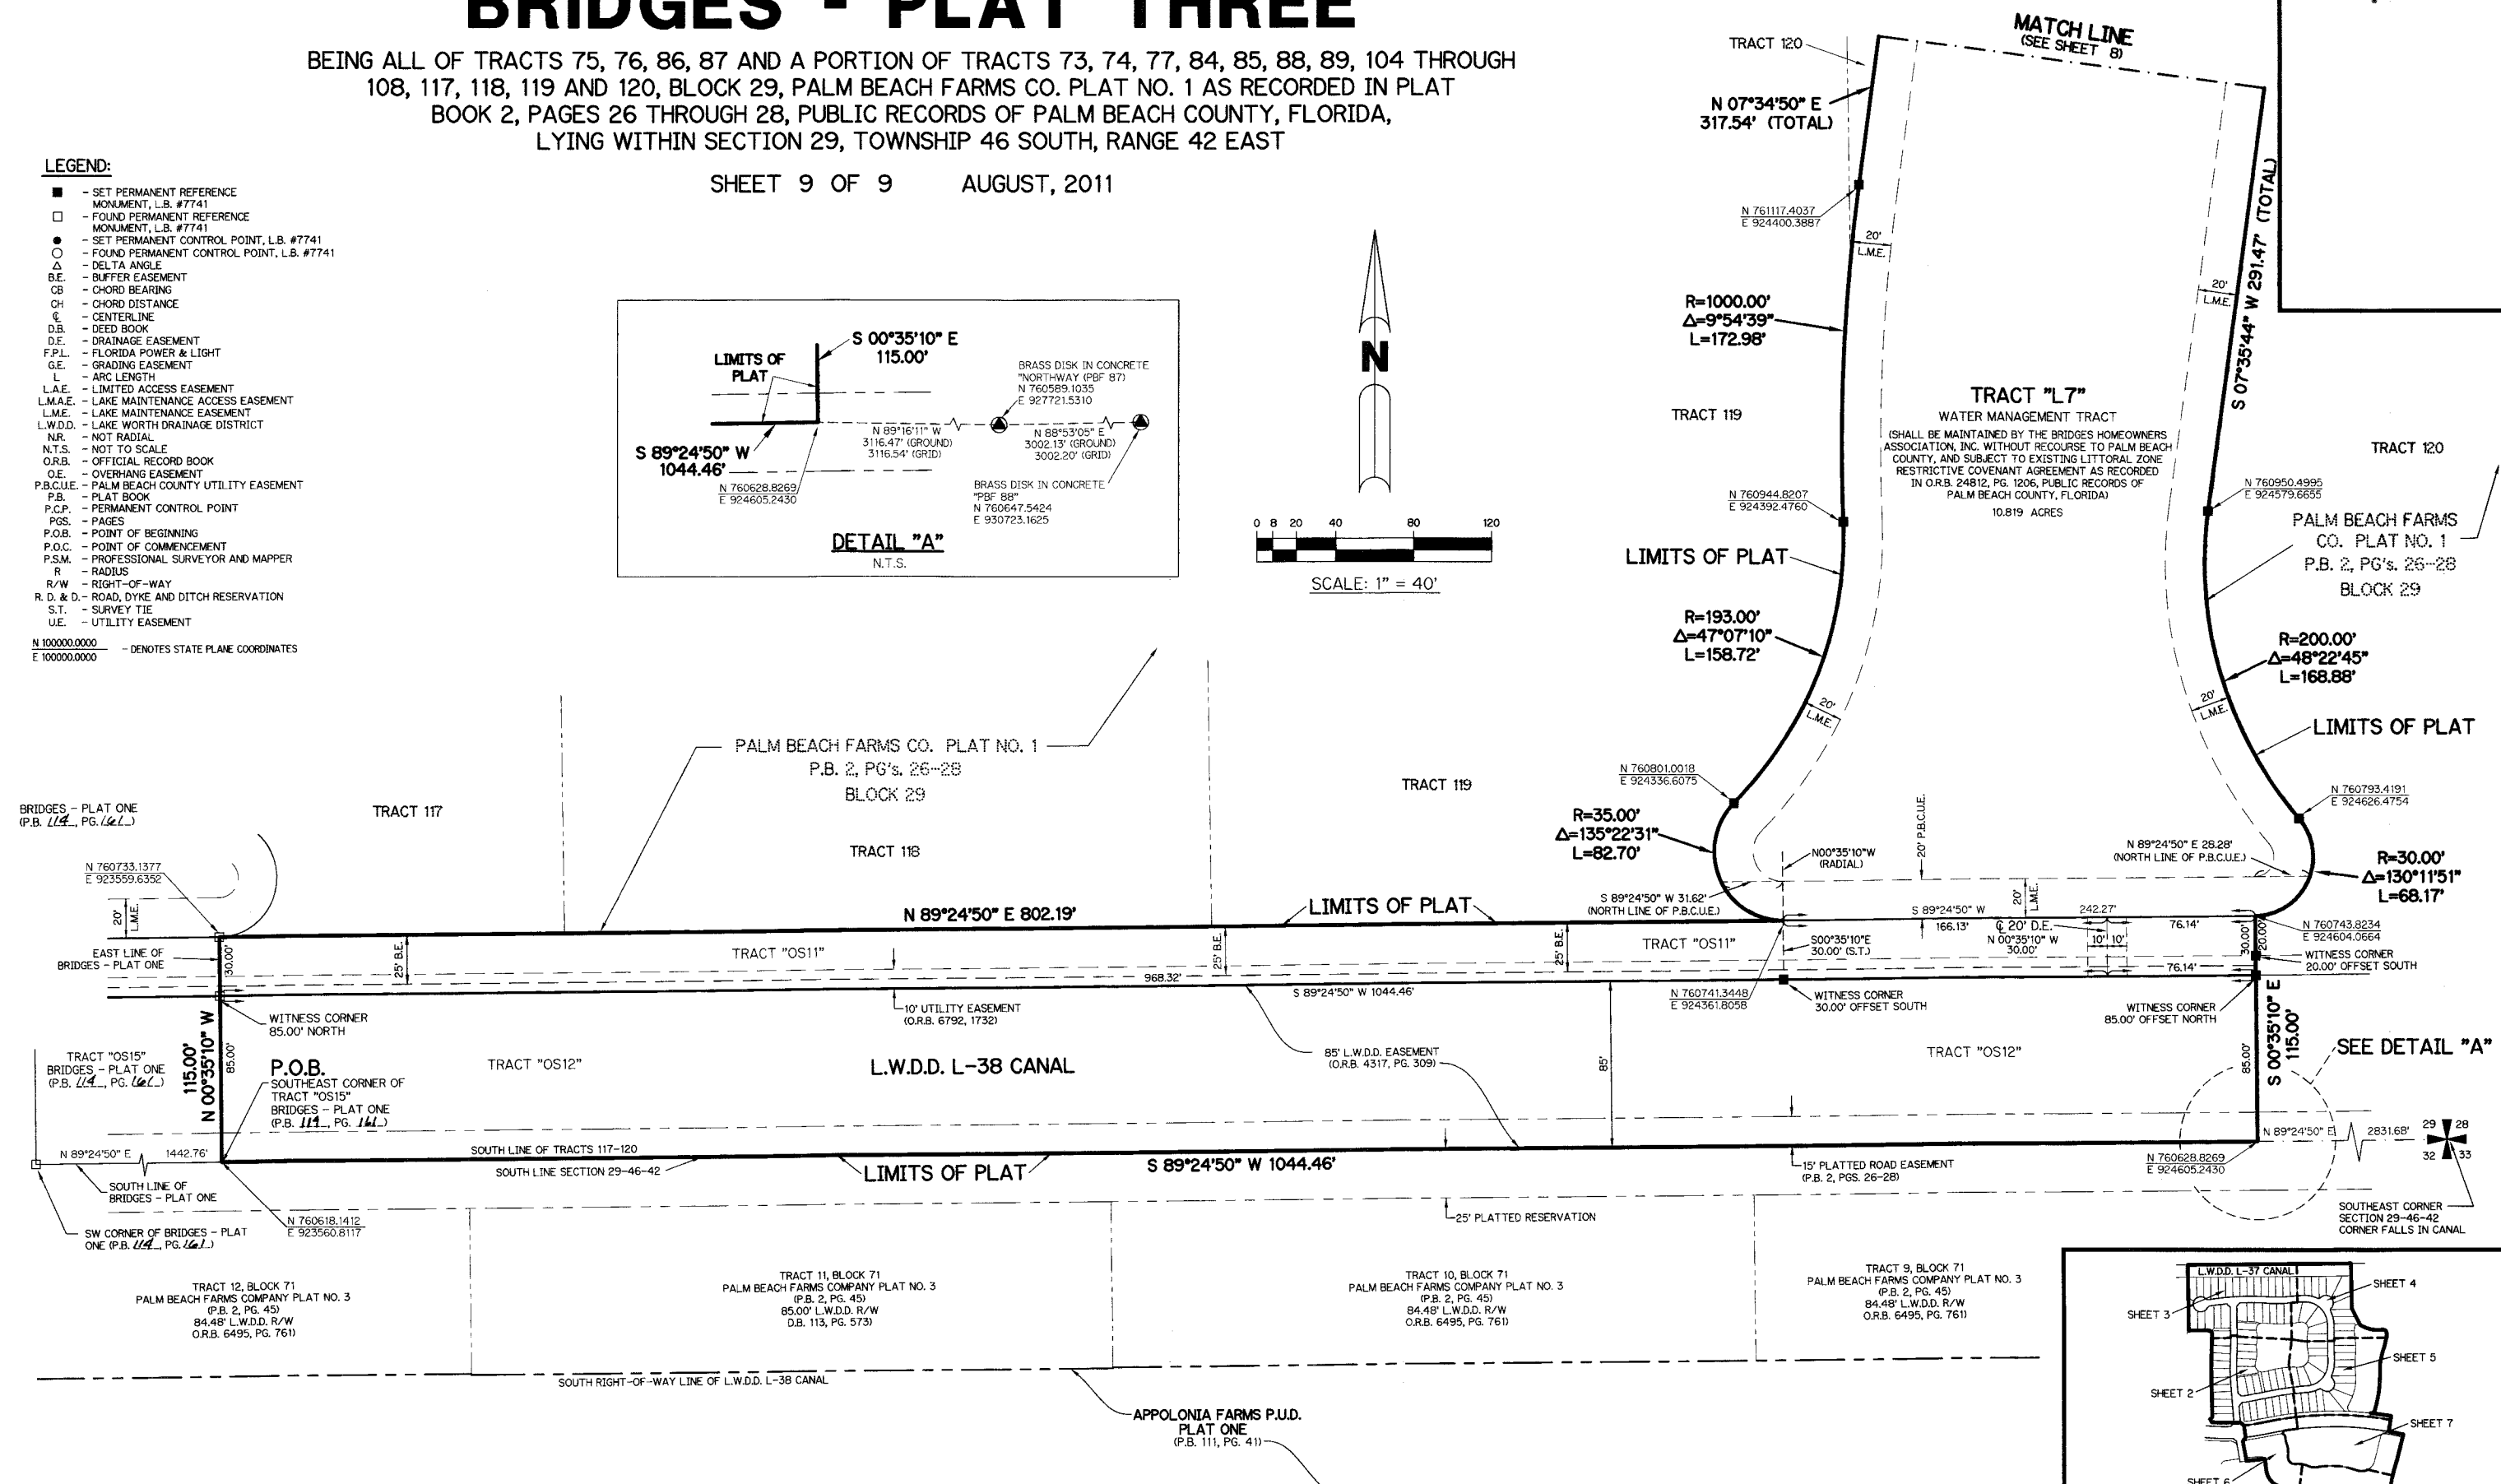 BRIDGES - PLAT THREE
BEING ALL OF TRACTS 75, 76, 86, 87 AND A PORTION OF TRACTS 73, 74, 77, 84, 85, 88, 89, 104 THROUGH
108, 117, 118, 119 AND 120, BLOCK 29, PALM BEACH FARMS CO. PLAT NO. 1 AS RECORDED IN PLAT
BOOK 2, PAGES 26 THROUGH 28, PUBLIC RECORDS OF PALM BEACH COUNTY, FLORIDA,
LYING WITHIN SECTION 29, TOWNSHIP 46 SOUTH, RANGE 42 EAST
SHEET 9 OF 9 AUGUST, 2011
LEGEND:
■ - SET PERMANENT REFERENCE
MONUMENT, L.B. #7741
□ - FOUND PERMANENT REFERENCE
MONUMENT, L.B. #7741
● - SET PERMANENT CONTROL POINT, L.B. #7741
○ - FOUND PERMANENT CONTROL POINT, L.B. #7741
Δ - DELTA ANGLE
B.E. - BUFFER EASEMENT
CB - CHORD BEARING
CH - CHORD DISTANCE
℄ - CENTERLINE
D.B. - DEED BOOK
D.E. - DRAINAGE EASEMENT
F.P.L. - FLORIDA POWER & LIGHT
G.E. - GRADING EASEMENT
L - ARC LENGTH
L.A.E. - LIMITED ACCESS EASEMENT
L.M.A.E. - LAKE MAINTENANCE ACCESS EASEMENT
L.M.E. - LAKE MAINTENANCE EASEMENT
L.W.D.D. - LAKE WORTH DRAINAGE DISTRICT
N.R. - NOT RADIAL
N.T.S. - NOT TO SCALE
O.R.B. - OFFICIAL RECORD BOOK
O.E. - OVERHANG EASEMENT
P.B.C.U.E. - PALM BEACH COUNTY UTILITY EASEMENT
P.B. - PLAT BOOK
P.C.P. - PERMANENT CONTROL POINT
PGS. - PAGES
P.O.B. - POINT OF BEGINNING
P.O.C. - POINT OF COMMENCEMENT
P.S.M. - PROFESSIONAL SURVEYOR AND MAPPER
R - RADIUS
R/W - RIGHT-OF-WAY
R. D. & D. - ROAD, DYKE AND DITCH RESERVATION
S.T. - SURVEY TIE
U.E. - UTILITY EASEMENT
N 100000.0000
E 100000.0000
- DENOTES STATE PLANE COORDINATES
LIMITS OF
PLAT
S 00°35'10" E
115.00'
BRASS DISK IN CONCRETE
"NORTHWAY (PBF 87)
N 760589.1035
E 927721.5310
S 89°24'50" W
1044.46'
N 89°16'11" W
3116.47' (GROUND)
3116.54' (GRID)
N 88°53'05" E
3002.13' (GROUND)
3002.20' (GRID)
N 760628.8269
E 924605.2430
BRASS DISK IN CONCRETE
"PBF 88"
N 760647.5424
E 930723.1625
DETAIL "A"
N.T.S.
N
0 8 20 40 80 120
SCALE: 1" = 40'
MATCH LINE
(SEE SHEET 8)
TRACT 120
N 07°34'50" E
317.54' (TOTAL)
N 761117.4037
E 924400.3887
20'
L.M.E.
S 07°35'44" W 291.47' (TOTAL)
20'
L.M.E.
R=1000.00'
Δ=9°54'39"
L=172.98'
TRACT 119
TRACT "L7"
WATER MANAGEMENT TRACT
(SHALL BE MAINTAINED BY THE BRIDGES HOMEOWNERS
ASSOCIATION, INC. WITHOUT RECOURSE TO PALM BEACH
COUNTY, AND SUBJECT TO EXISTING LITTORAL ZONE
RESTRICTIVE COVENANT AGREEMENT AS RECORDED
IN O.R.B. 24812, PG. 1206, PUBLIC RECORDS OF
PALM BEACH COUNTY, FLORIDA)
10.819 ACRES
TRACT 120
N 760944.8207
E 924392.4760
N 760950.4995
E 924579.6655
LIMITS OF PLAT
PALM BEACH FARMS
CO. PLAT NO. 1
P.B. 2, PG's. 26-28
BLOCK 29
R=193.00'
Δ=47°07'10"
L=158.72'
R=200.00'
Δ=48°22'45"
L=168.88'
20'
L.M.E.
20'
L.M.E.
LIMITS OF PLAT
PALM BEACH FARMS CO. PLAT NO. 1
P.B. 2, PG's. 26-28
BLOCK 29
N 760801.0018
E 924336.6075
N 760793.4191
E 924626.4754
BRIDGES - PLAT ONE
(P.B. 114, PG. 161)
TRACT 117
TRACT 118
TRACT 119
R=35.00'
Δ=135°22'31"
L=82.70'
N00°35'10"W
(RADIAL)
20' P.B.C.U.E.
N 89°24'50" E 28.28'
(NORTH LINE OF P.B.C.U.E.)
R=30.00'
Δ=130°11'51"
L=68.17'
N 760733.1377
E 923559.6352
20'
L.M.E.
N 89°24'50" E 802.19'
LIMITS OF PLAT
S 89°24'50" W 31.62'
(NORTH LINE OF P.B.C.U.E.)
S 89°24'50" W
242.27'
20'
L.M.E.
166.13'
℄ 20' D.E.
76.14'
N 760743.8234
E 924604.0664
EAST LINE OF
BRIDGES - PLAT ONE
30.00'
25' B.E.
TRACT "OS11"
25' B.E.
25' B.E.
TRACT "OS11"
S00°35'10"E
30.00' (S.T.)
N 00°35'10" W
30.00'
10' 10'
76.14'
30.00'
20.00'
WITNESS CORNER
20.00' OFFSET SOUTH
968.32'
S 89°24'50" W 1044.46'
10' UTILITY EASEMENT
(O.R.B. 6792, 1732)
N 760741.3448
E 924361.8058
WITNESS CORNER
30.00' OFFSET SOUTH
WITNESS CORNER
85.00' OFFSET NORTH
WITNESS CORNER
85.00' NORTH
TRACT "OS15"
BRIDGES - PLAT ONE
(P.B. 114, PG. 161)
115.00'
N 00°35'10" W
85.00'
P.O.B.
SOUTHEAST CORNER OF
TRACT "OS15"
BRIDGES - PLAT ONE
(P.B. 114, PG. 161)
TRACT "OS12"
L.W.D.D. L-38 CANAL
85' L.W.D.D. EASEMENT
(O.R.B. 4317, PG. 309)
85'
TRACT "OS12"
85.00'
S 00°35'10" E
115.00'
SEE DETAIL "A"
N 89°24'50" E 1442.76'
SOUTH LINE OF TRACTS 117-120
SOUTH LINE SECTION 29-46-42
LIMITS OF PLAT
S 89°24'50" W 1044.46'
15' PLATTED ROAD EASEMENT
(P.B. 2, PGS. 26-28)
N 89°24'50" E 2831.68'
29 28
32 33
N 760628.8269
E 924605.2430
SOUTH LINE OF
BRIDGES - PLAT ONE
SW CORNER OF BRIDGES - PLAT
ONE (P.B. 114, PG. 161)
N 760618.1412
E 923560.8117
25' PLATTED RESERVATION
SOUTHEAST CORNER
SECTION 29-46-42
CORNER FALLS IN CANAL
TRACT 12, BLOCK 71
PALM BEACH FARMS COMPANY PLAT NO. 3
(P.B. 2, PG. 45)
84.48' L.W.D.D. R/W
O.R.B. 6495, PG. 761)
TRACT 11, BLOCK 71
PALM BEACH FARMS COMPANY PLAT NO. 3
(P.B. 2, PG. 45)
85.00' L.W.D.D. R/W
D.B. 113, PG. 573)
TRACT 10, BLOCK 71
PALM BEACH FARMS COMPANY PLAT NO. 3
(P.B. 2, PG. 45)
84.48' L.W.D.D. R/W
O.R.B. 6495, PG. 761)
TRACT 9, BLOCK 71
PALM BEACH FARMS COMPANY PLAT NO. 3
(P.B. 2, PG. 45)
84.48' L.W.D.D. R/W
O.R.B. 6495, PG. 761)
SOUTH RIGHT-OF-WAY LINE OF L.W.D.D. L-38 CANAL
APPOLONIA FARMS P.U.D.
PLAT ONE
(P.B. 111, PG. 41)
L.W.D.D. L-37 CANAL
SHEET 4
SHEET 3
SHEET 5
SHEET 2
SHEET 7
SHEET 6